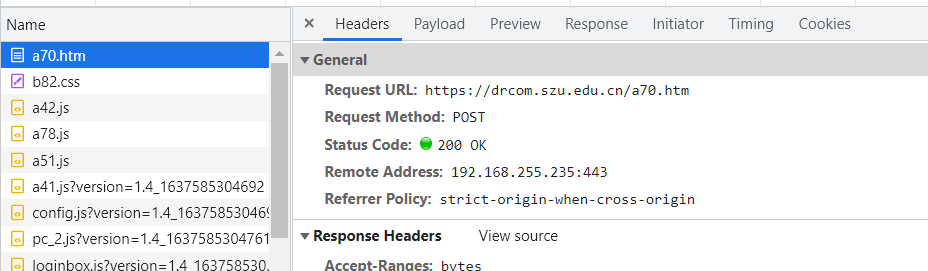 Name
a70.htm
b82.css
a42.js
a78.js
a51.js
a41.js?version=1.4_1637585304692
config.js?version=1.4_163758530469
pc_2.js?version=1.4_1637585304761
loginbox.js?version=1.4_163758530.
Headers Payload Preview Response Initiator Timing Cookies
General
Request URL: https://drcom.szu.edu.cn/a70.htm
Request Method: POST
Status Code: 200 OK
Remote Address: 192.168.255.235:443
Referrer Policy: strict-origin-when-cross-origin
Response Headers View source
Accept-Ranges: bytes